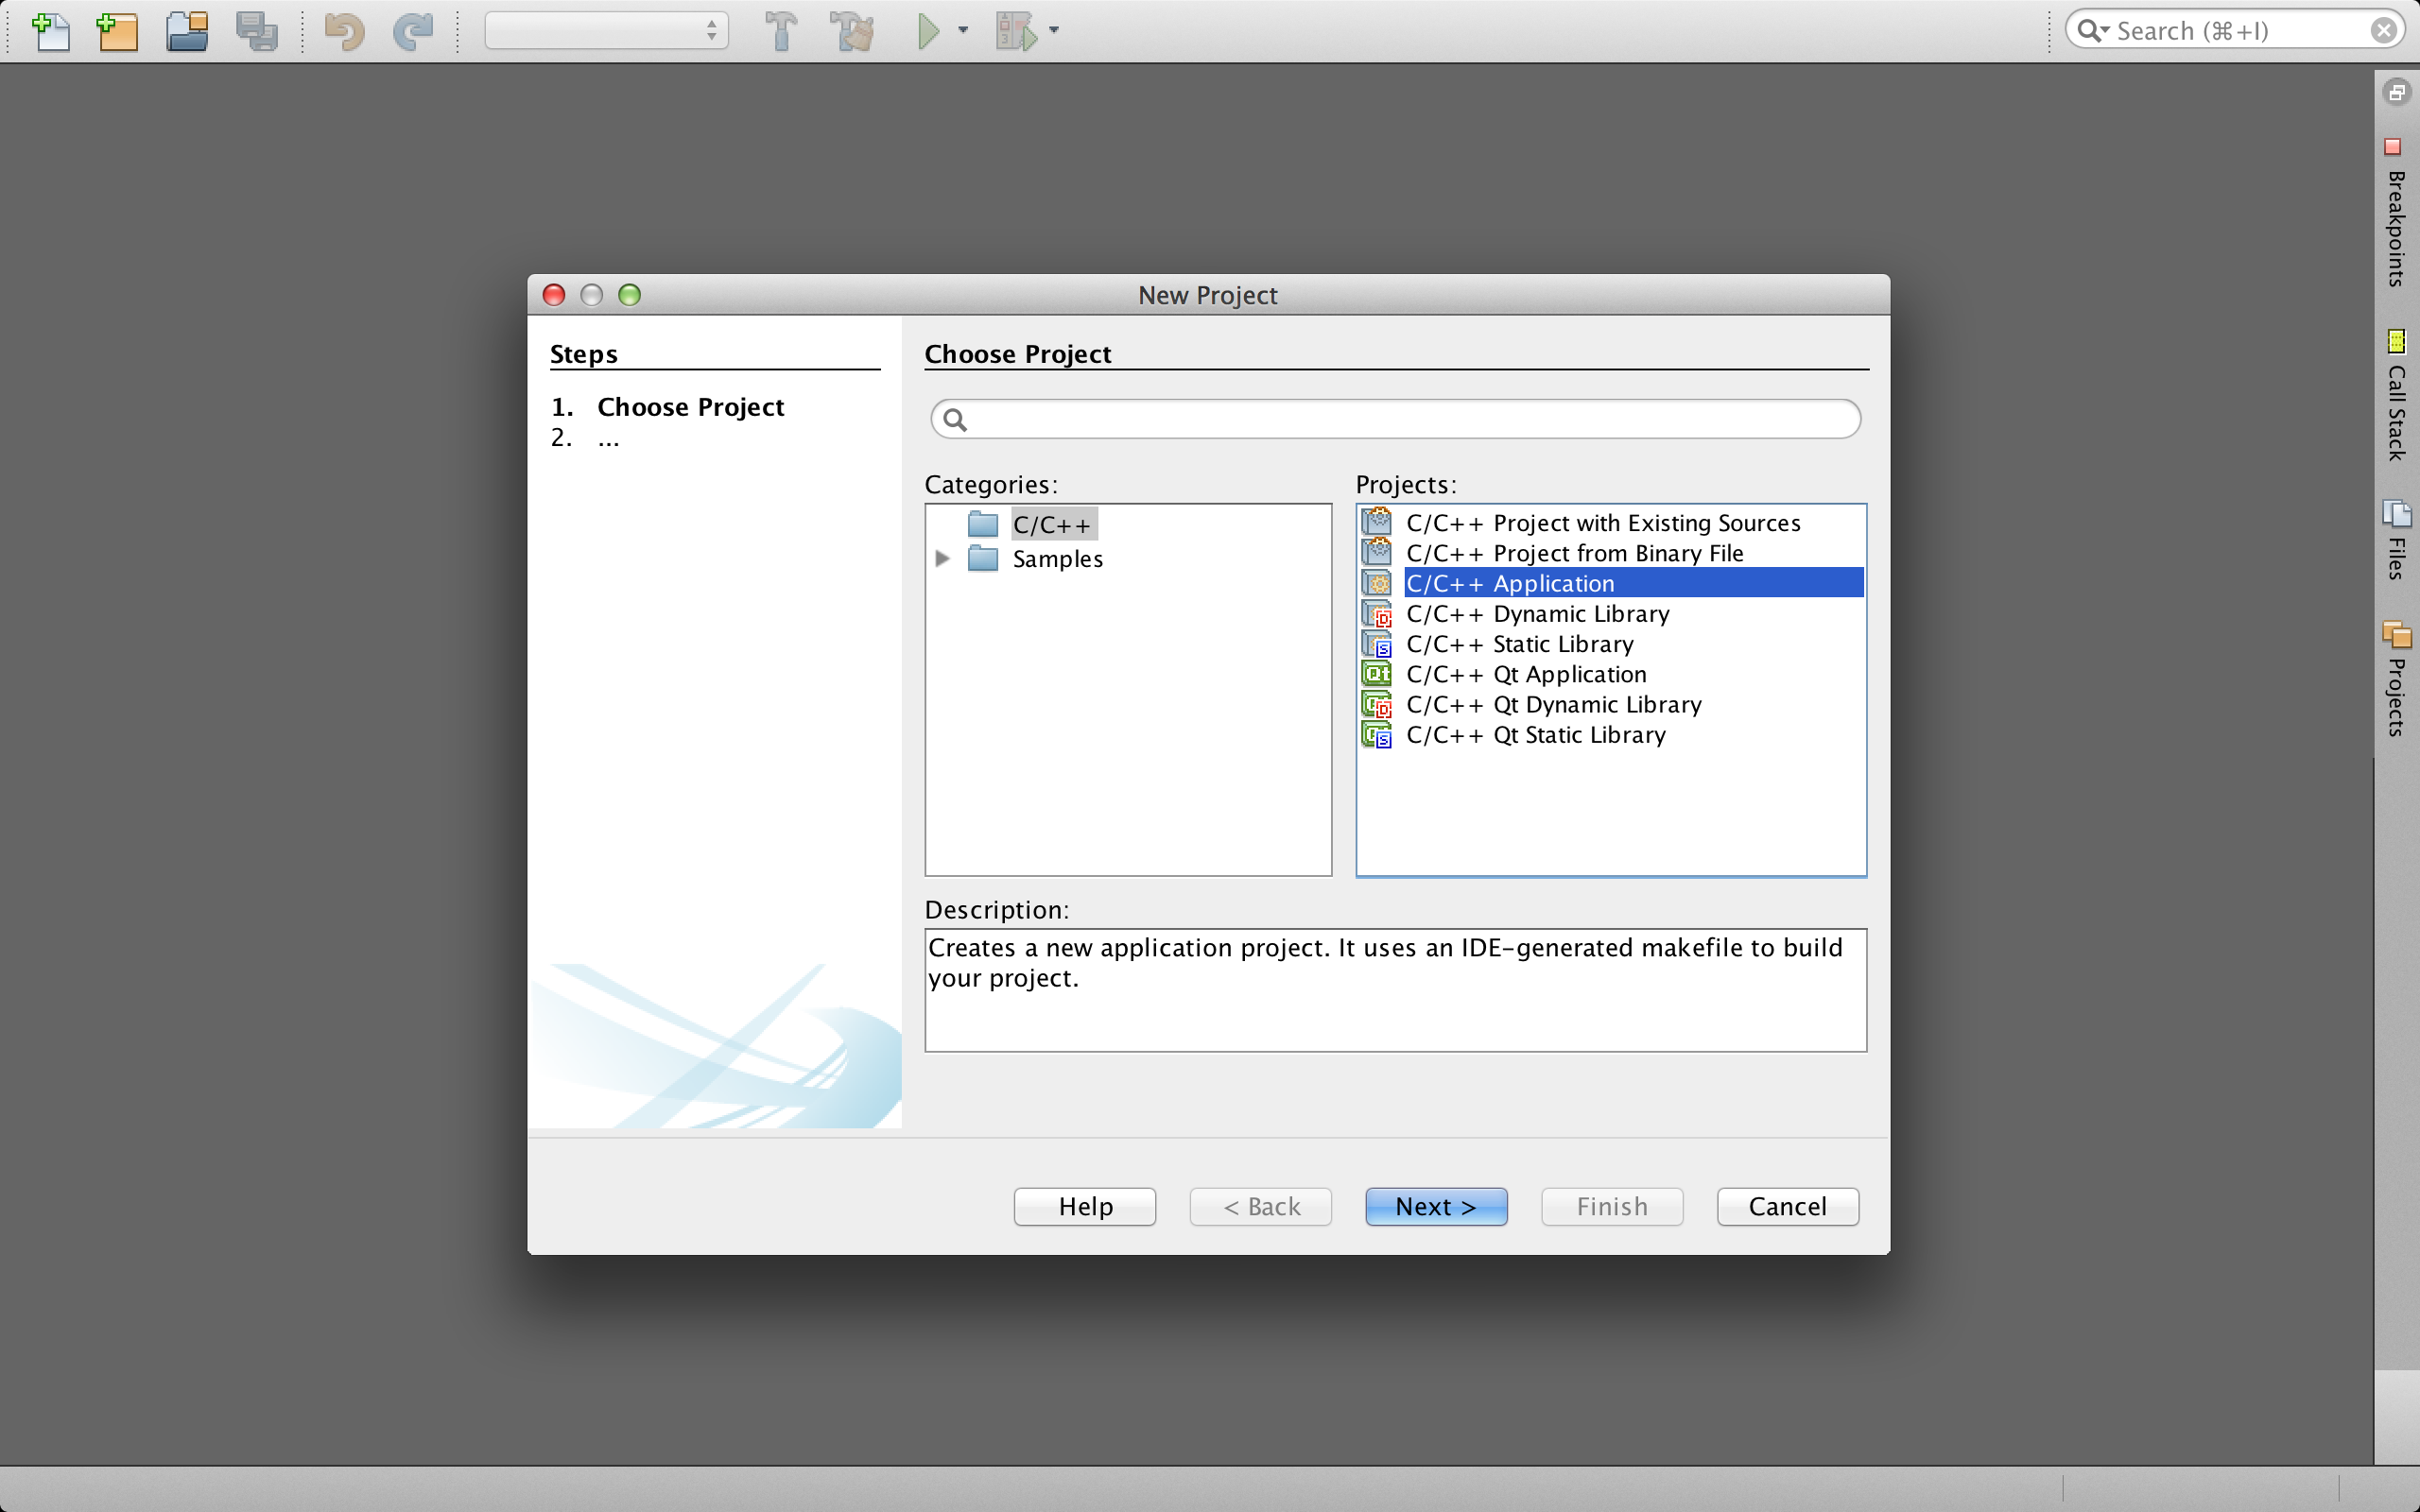 Search (⌘+I)
New Project
Steps
1. Choose Project
2. ...
Choose Project
Categories:
C/C++
Samples
Projects:
C/C++ Project with Existing Sources
C/C++ Project from Binary File
C/C++ Application
C/C++ Dynamic Library
C/C++ Static Library
C/C++ Qt Application
C/C++ Qt Dynamic Library
C/C++ Qt Static Library
Description:
Creates a new application project. It uses an IDE-generated makefile to build
your project.
Help
< Back
Next >
Finish
Cancel
Breakpoints
Call Stack
Files
Projects